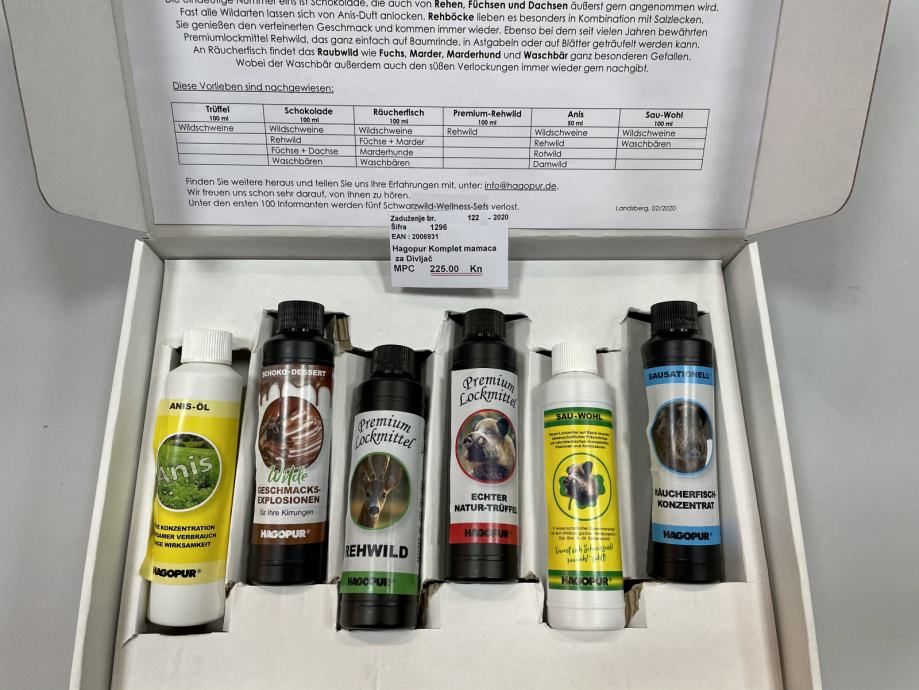 Die eindeutige Nummer eins ist Schokolade, die auch von Rehen, Füchsen und Dachsen äußerst gern angenommen wird.
Fast alle Wildarten lassen sich von Anis-Duft anlocken. Rehböcke lieben es besonders in Kombination mit Salzlecken.
Sie genießen den verfeinerten Geschmack und kommen immer wieder. Ebenso bei dem seit vielen Jahren bewährten
Premiumlockmittel Rehwild, das ganz einfach auf Baumrinde, in Astgabeln oder auf Blätter geträufelt werden kann.
An Räucherfisch findet das Raubwild wie Fuchs, Marder, Marderhund und Waschbär ganz besonderen Gefallen.
Wobei der Waschbär außerdem auch den süßen Verlockungen immer wieder gern nachgibt.
Diese Vorlieben sind nachgewiesen:
Trüffel Schokolade Räucherfisch Premium-Rehwild Anis Sau-Wohl
100 ml 100 ml 100 ml 100 ml 50 ml 100 ml
Wildschweine Wildschweine Wildschweine Rehwild Wildschweine Wildschweine
Rehwild Füchse + Marder Rehwild Waschbären
Füchse + Dachse Marderhunde Rotwild
Waschbären Waschbären Damwild
Finden Sie weitere heraus und teilen Sie uns Ihre Erfahrungen mit, unter: info@hagopur.de.
Wir freuen uns schon sehr darauf, von Ihnen zu hören.
Unter den ersten 100 Informanten werden fünf Schwarzwild-Wellness-Sets verlost.
Landsberg, 02/2020
Zaduženje br. 122 - 2020
Šifra 1296
EAN : 2006931
Hagopur Komplet mamaca
za Divljač
MPC 225.00 Kn
ANIS-ÖL
Anis
KONZENTRATION
SAMER VERBRAUCH
WIRKSAMKEIT
HAGOPUR®
SCHOKO-DESSERT
Wilde
GESCHMACKS-
EXPLOSIONEN
für Ihre Kirrungen
HAGOPUR®
Premium
Lockmittel
REHWILD
HAGOPUR®
Premium
Lockmittel
ECHTER
NATUR-TRÜFFEL
HAGOPUR®
SAU-WOHL
HAGOPUR®
SAUSATIONELL
RÄUCHERFISCH-
KONZENTRAT
HAGOPUR®